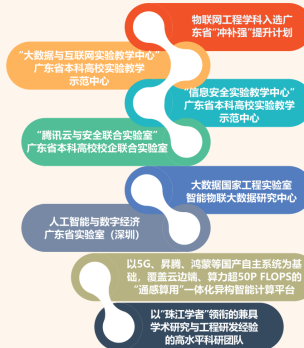 物联网工程学科入选广
东省“冲补强”提升计划
“大数据与互联网实验教学中心”
广东省本科高校实验教学
示范中心
“信息安全实验教学中心”
广东省本科高校实验教学
示范中心
“腾讯云与安全联合实验室”
广东省本科高校校企联合实验室
大数据国家工程实验室
智能物联大数据研究中心
人工智能与数字经济
广东省实验室（深圳）
以5G、昇腾、鸿蒙等国产自主系统为基
础，覆盖云边端、算力超50P FLOPS的
“通感算用”一体化异构智能计算平台
以“珠江学者”领衔的兼具
学术研究与工程研发经验
的高水平科研团队